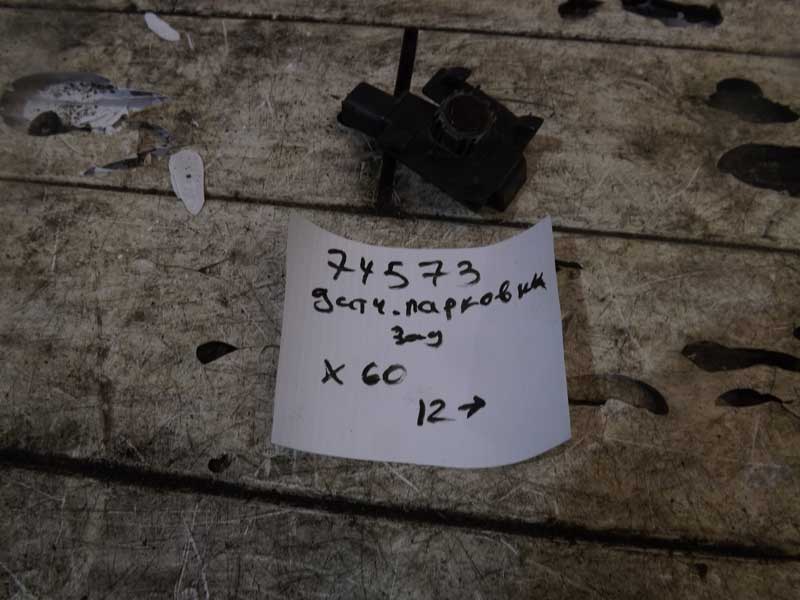 74573
датч.парковки
зад
X 60
12→